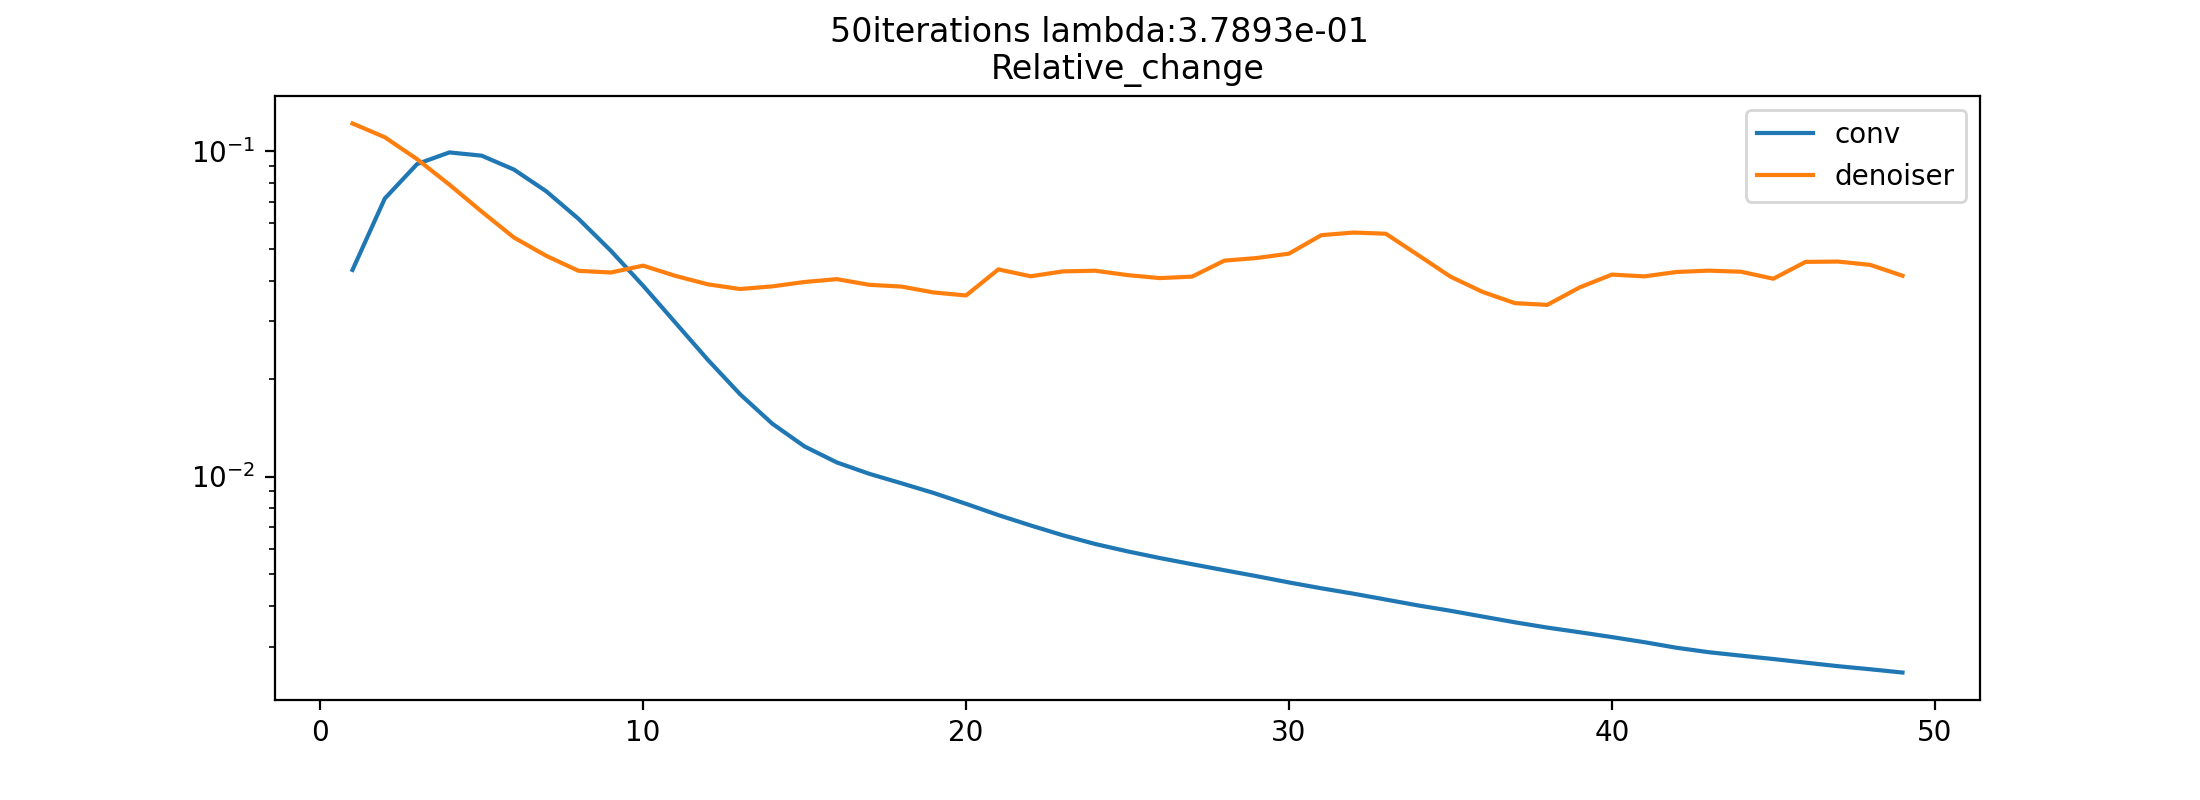 50iterations lambda:3.7893e-01
Relative_change
conv
denoiser
10⁻¹
10⁻²
0 10 20 30 40 50